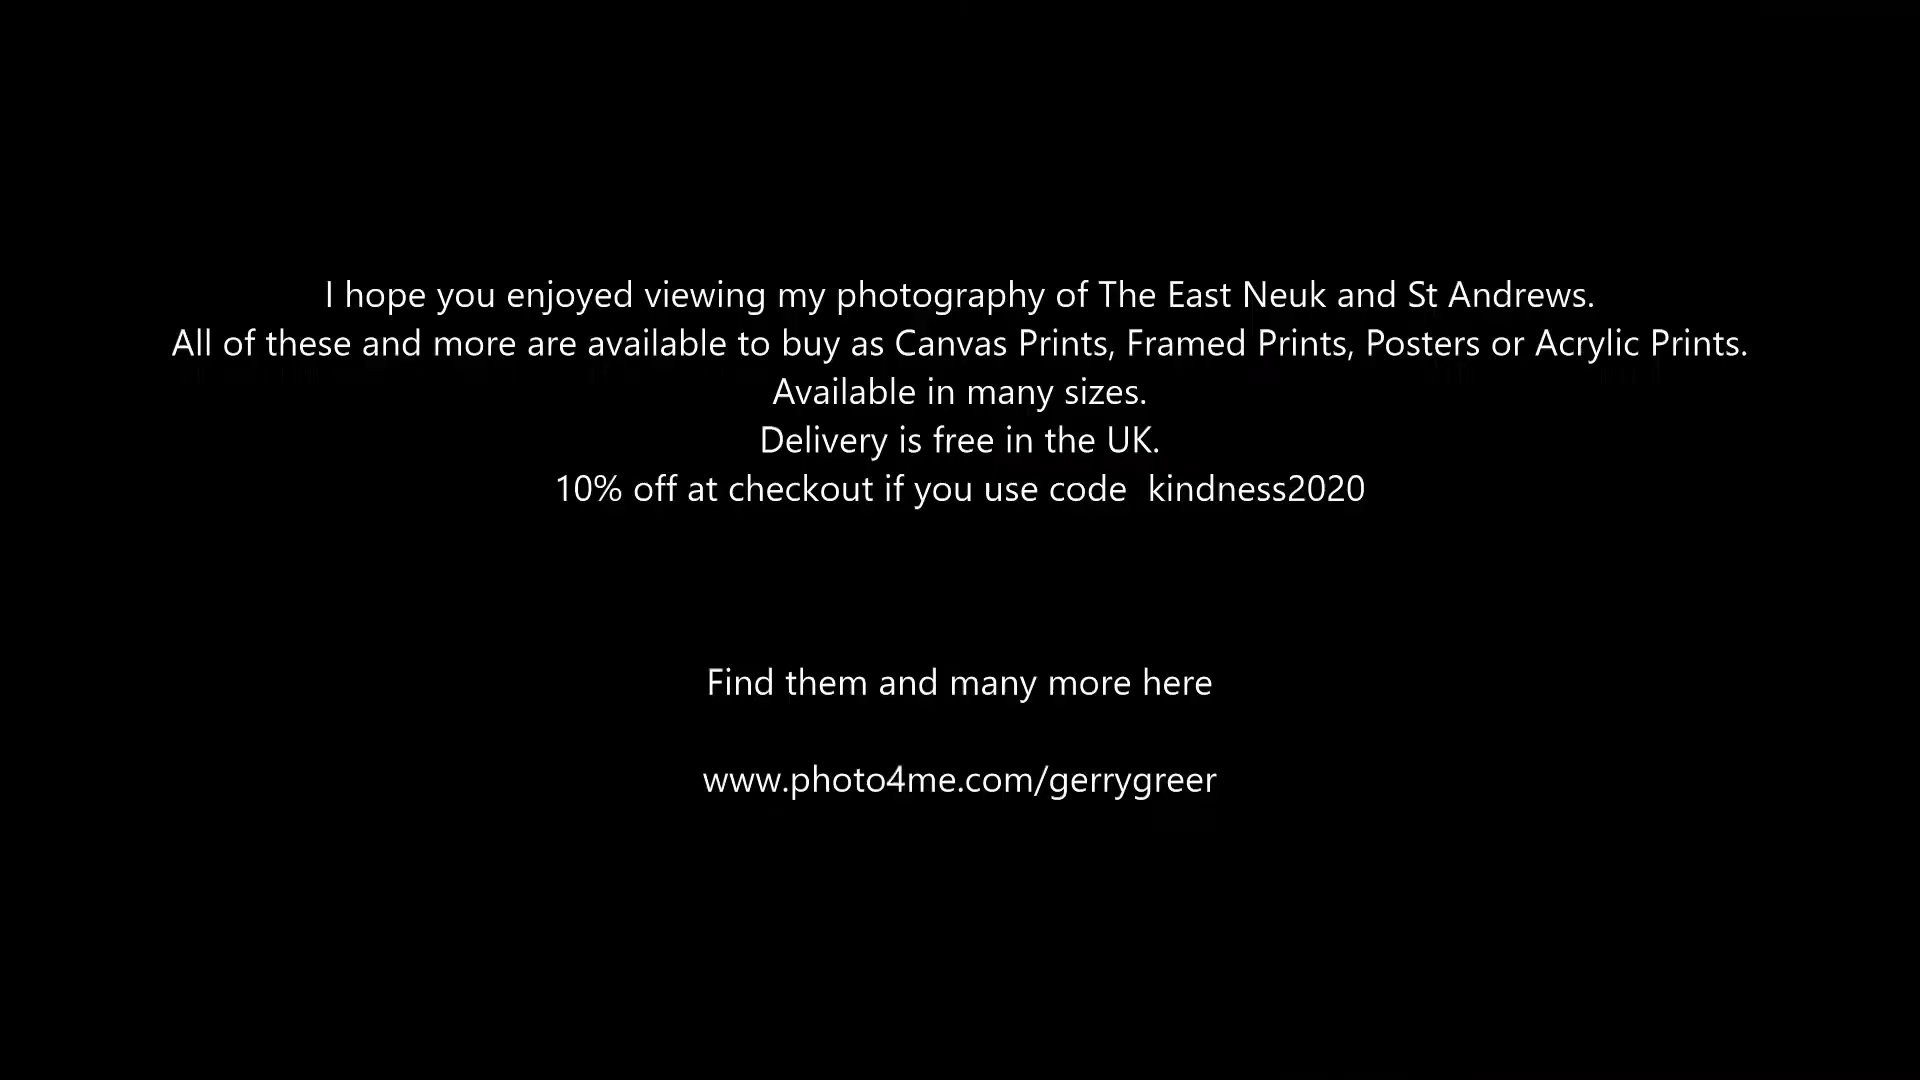 I hope you enjoyed viewing my photography of The East Neuk and St Andrews.
All of these and more are available to buy as Canvas Prints, Framed Prints, Posters or Acrylic Prints.
Available in many sizes.
Delivery is free in the UK.
10% off at checkout if you use code  kindness2020
Find them and many more here
www.photo4me.com/gerrygreer